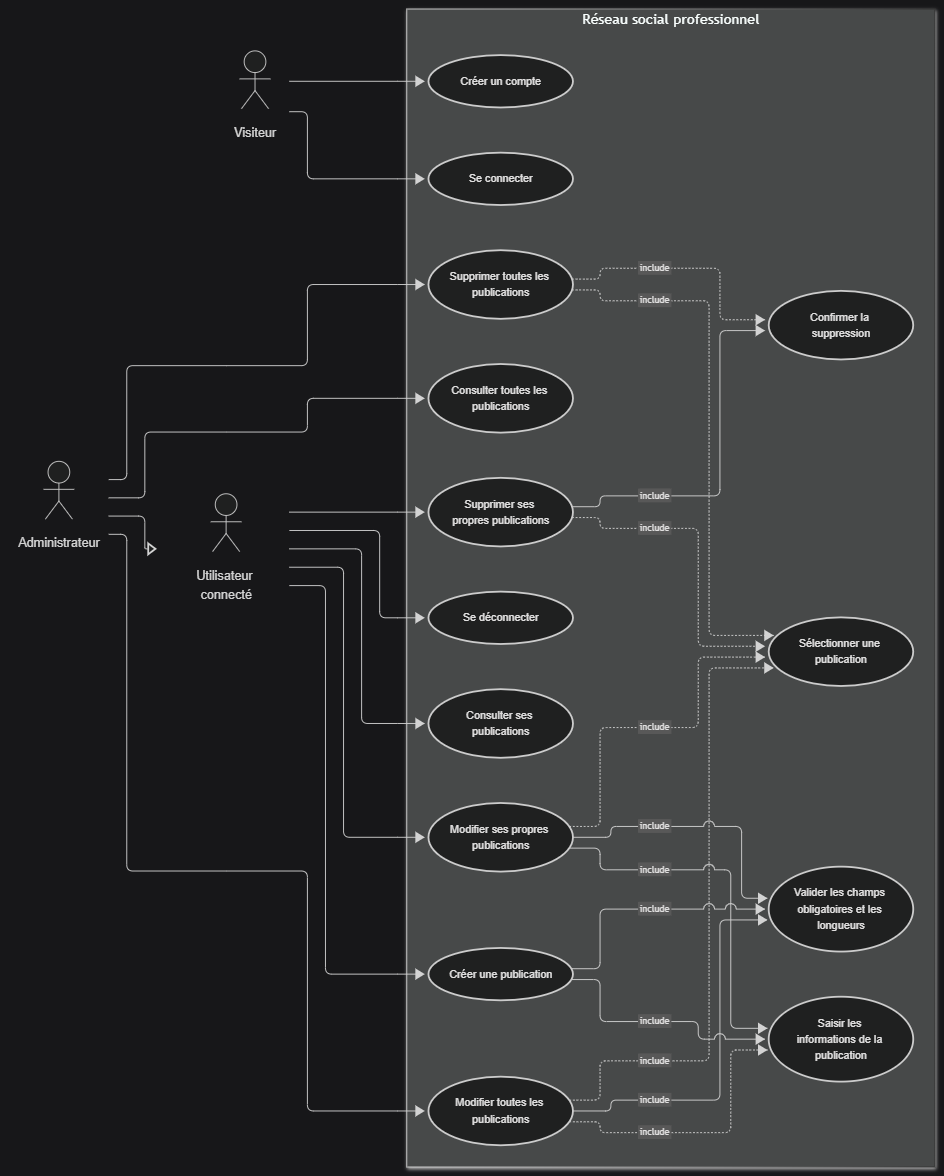 Réseau social professionnel
Visiteur
Créer un compte
Se connecter
Supprimer toutes les
publications
include
include
Confirmer la
suppression
Consulter toutes les
publications
Administrateur
Utilisateur
connecté
Supprimer ses
propres publications
include
include
Se déconnecter
Sélectionner une
publication
Consulter ses
publications
include
Modifier ses propres
publications
include
include
Valider les champs
obligatoires et les
longueurs
include
Créer une publication
include
Saisir les
informations de la
publication
Modifier toutes les
publications
include
include
include